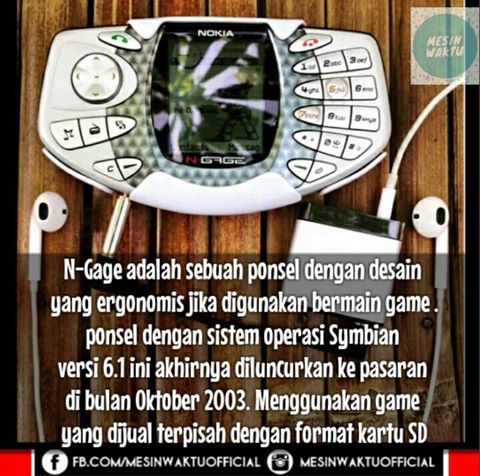 MESIN
WAKTU
NOKIA
N-GAGE
N-Gage adalah sebuah ponsel dengan desain
yang ergonomis jika digunakan bermain game .
ponsel dengan sistem operasi Symbian
versi 6.1 ini akhirnya diluncurkan ke pasaran
di bulan Oktober 2003. Menggunakan game
yang dijual terpisah dengan format kartu SD
FB.COM/MESINWAKTUOFFICIAL MESINWAKTUOFFICIAL